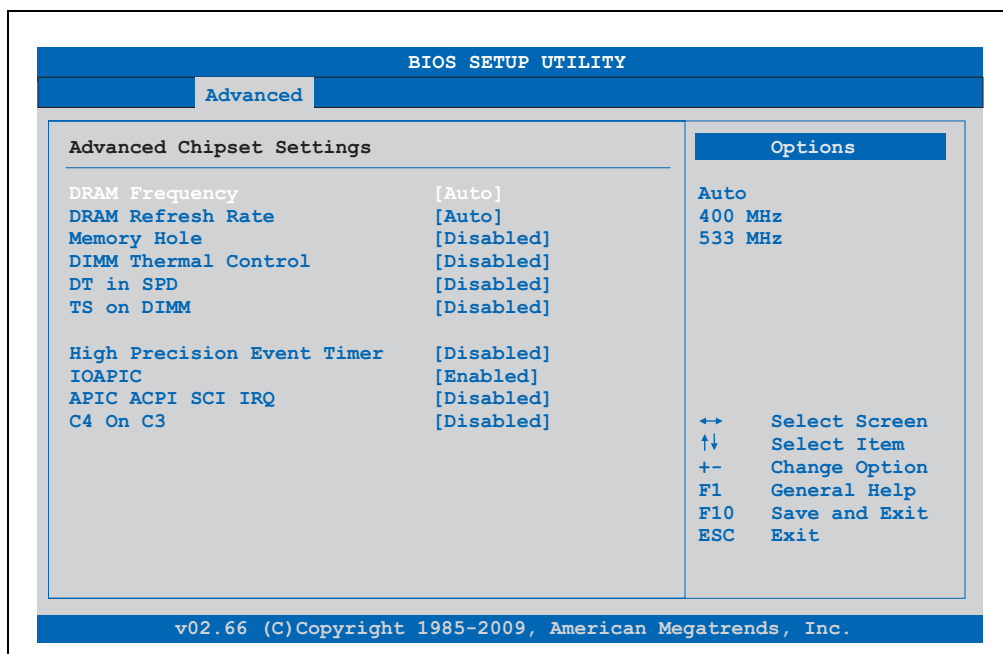 BIOS SETUP UTILITY
Advanced
Advanced Chipset Settings
DRAM Frequency [Auto]
DRAM Refresh Rate [Auto]
Memory Hole [Disabled]
DIMM Thermal Control [Disabled]
DT in SPD [Disabled]
TS on DIMM [Disabled]
High Precision Event Timer [Disabled]
IOAPIC [Enabled]
APIC ACPI SCI IRQ [Disabled]
C4 On C3 [Disabled]
Options
Auto
400 MHz
533 MHz
↔ Select Screen
↑↓ Select Item
+- Change Option
F1 General Help
F10 Save and Exit
ESC Exit
v02.66 (C)Copyright 1985-2009, American Megatrends, Inc.